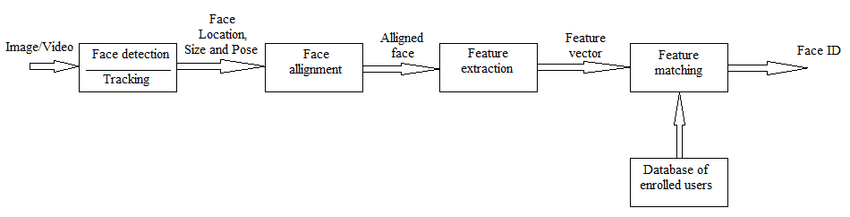 Image/Video
Face detection
Tracking
Face
Location,
Size and Pose
Face
allignment
Alligned
face
Feature
extraction
Feature
vector
Feature
matching
Face ID
Database of
enrolled users